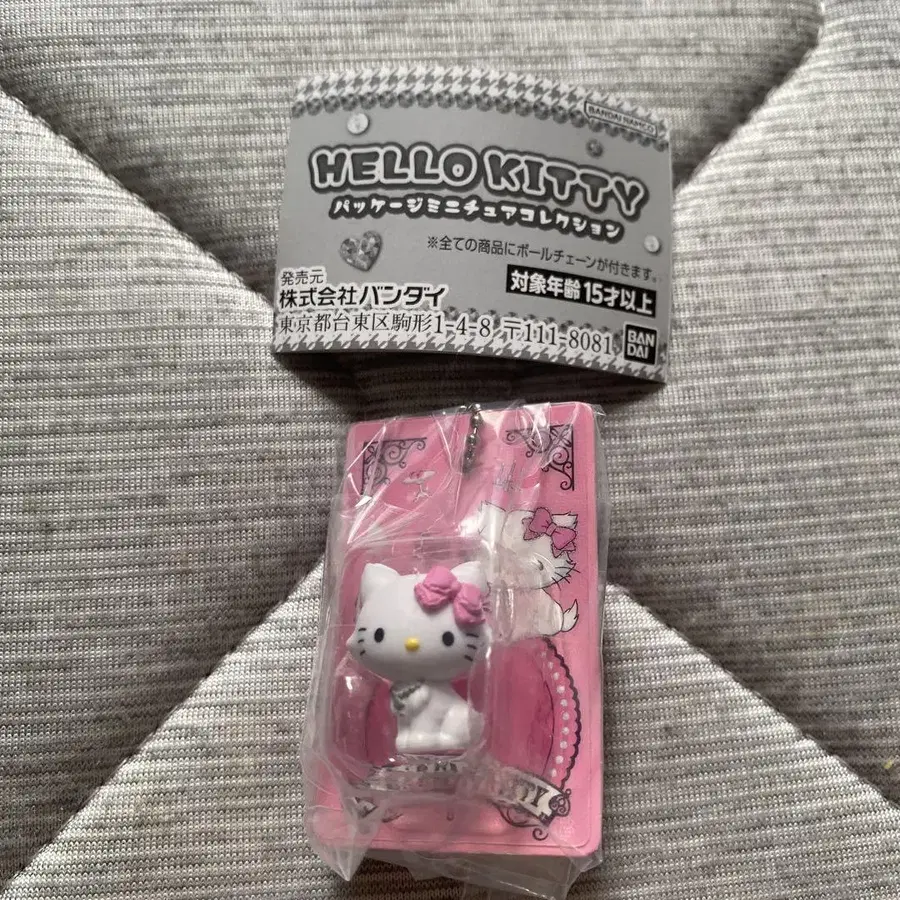 BANDAI NAMCO
HELLO KITTY
パッケージミニチュアコレクション
※全ての商品にボールチェーンが付きます。
発売元
対象年齢15才以上
株式会社バンダイ
東京都台東区駒形1-4-8 〒111-8081
BAN
DAI